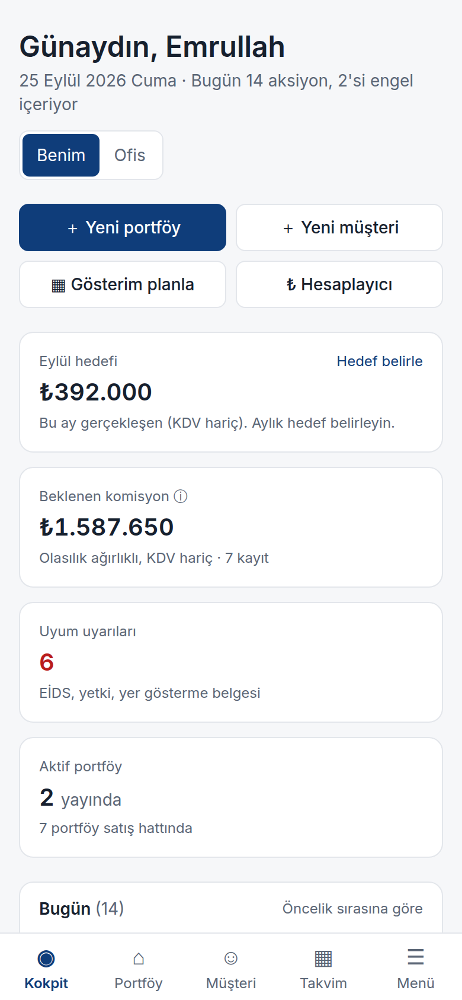 Günaydın, Emrullah
25 Eylül 2026 Cuma · Bugün 14 aksiyon, 2'si engel
içeriyor
Benim Ofis
+ Yeni portföy
+ Yeni müşteri
▦ Gösterim planla
₺ Hesaplayıcı
Eylül hedefi Hedef belirle
₺392.000
Bu ay gerçekleşen (KDV hariç). Aylık hedef belirleyin.
Beklenen komisyon ⓘ
₺1.587.650
Olasılık ağırlıklı, KDV hariç · 7 kayıt
Uyum uyarıları
6
EİDS, yetki, yer gösterme belgesi
Aktif portföy
2 yayında
7 portföy satış hattında
Bugün (14) Öncelik sırasına göre
Kokpit Portföy Müşteri Takvim Menü